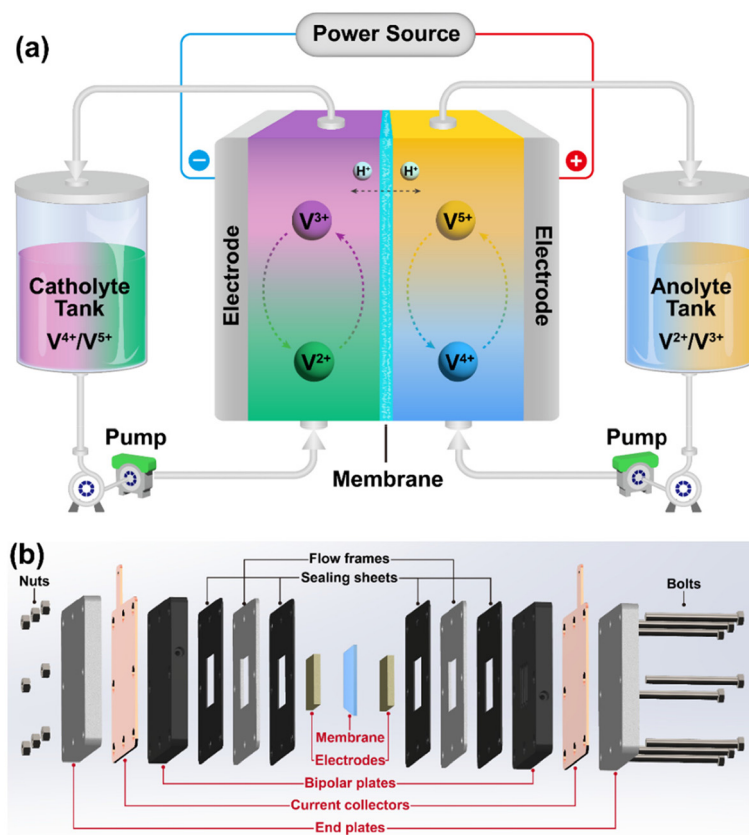 (a)
Power Source
−
+
H⁺
H⁺
V³⁺
V⁵⁺
Electrode
Electrode
Catholyte
Tank
V⁴⁺/V⁵⁺
Anolyte
Tank
V²⁺/V³⁺
V²⁺
V⁴⁺
Pump
Pump
Membrane
(b)
Flow frames
Nuts
Sealing sheets
Bolts
Membrane
Electrodes
Bipolar plates
Current collectors
End plates